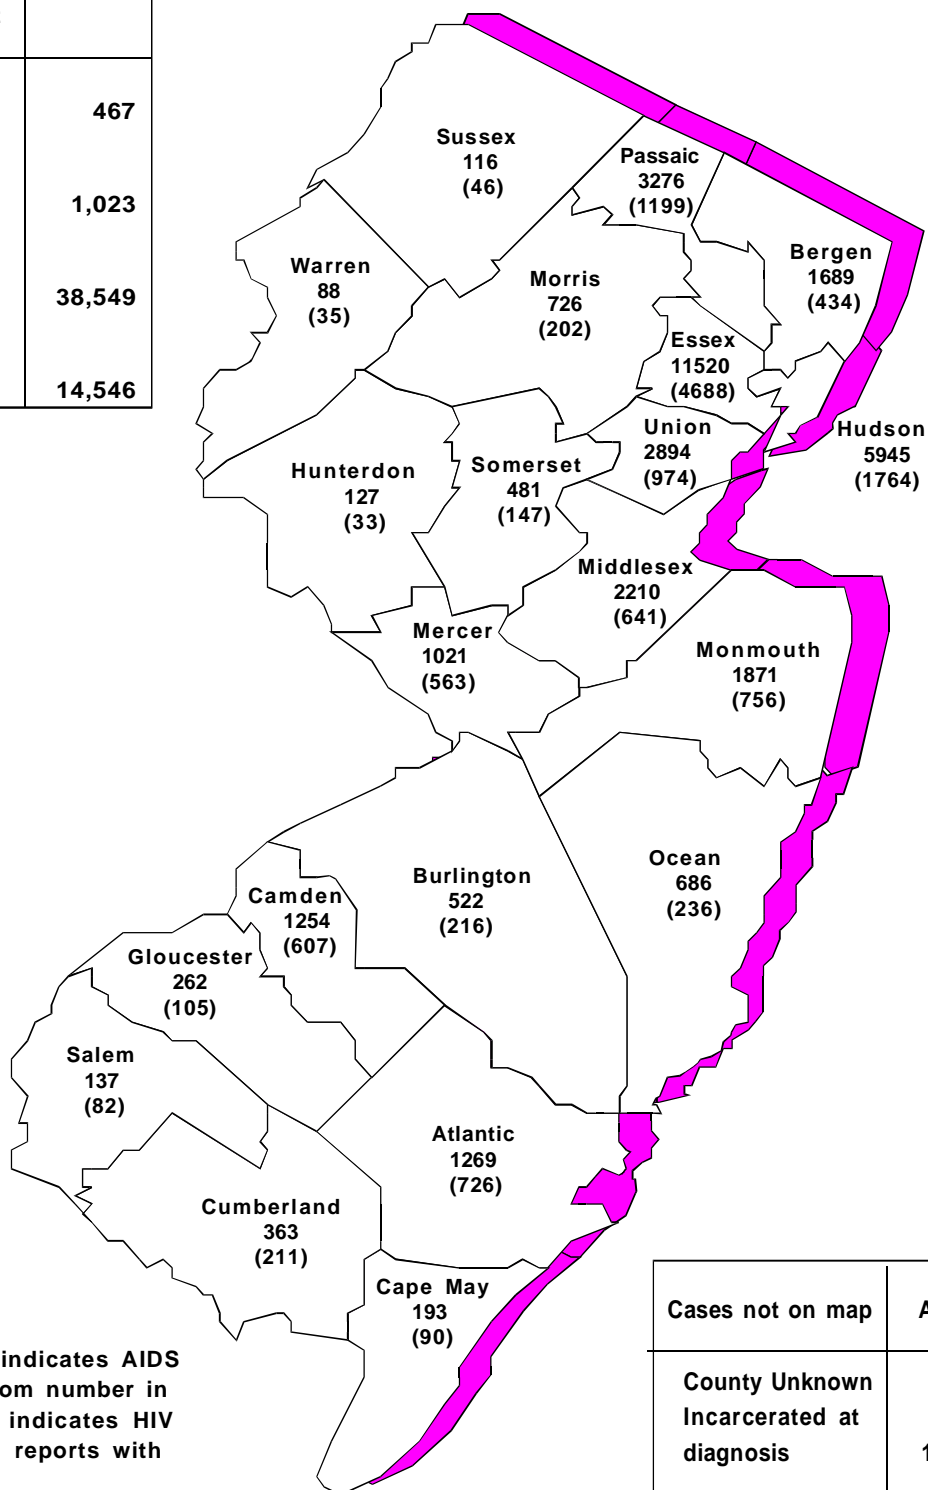 467
1,023
38,549
14,546
Sussex
116
(46)
Passaic
3276
(1199)
Bergen
1689
(434)
Warren
88
(35)
Morris
726
(202)
Essex
11520
(4688)
Hudson
5945
(1764)
Union
2894
(974)
Hunterdon
127
(33)
Somerset
481
(147)
Middlesex
2210
(641)
Mercer
1021
(563)
Monmouth
1871
(756)
Ocean
686
(236)
Burlington
522
(216)
Camden
1254
(607)
Gloucester
262
(105)
Salem
137
(82)
Atlantic
1269
(726)
Cumberland
363
(211)
Cape May
193
(90)
indicates AIDS
om number in
indicates HIV
reports with
Cases not on map
County Unknown
Incarcerated at
diagnosis